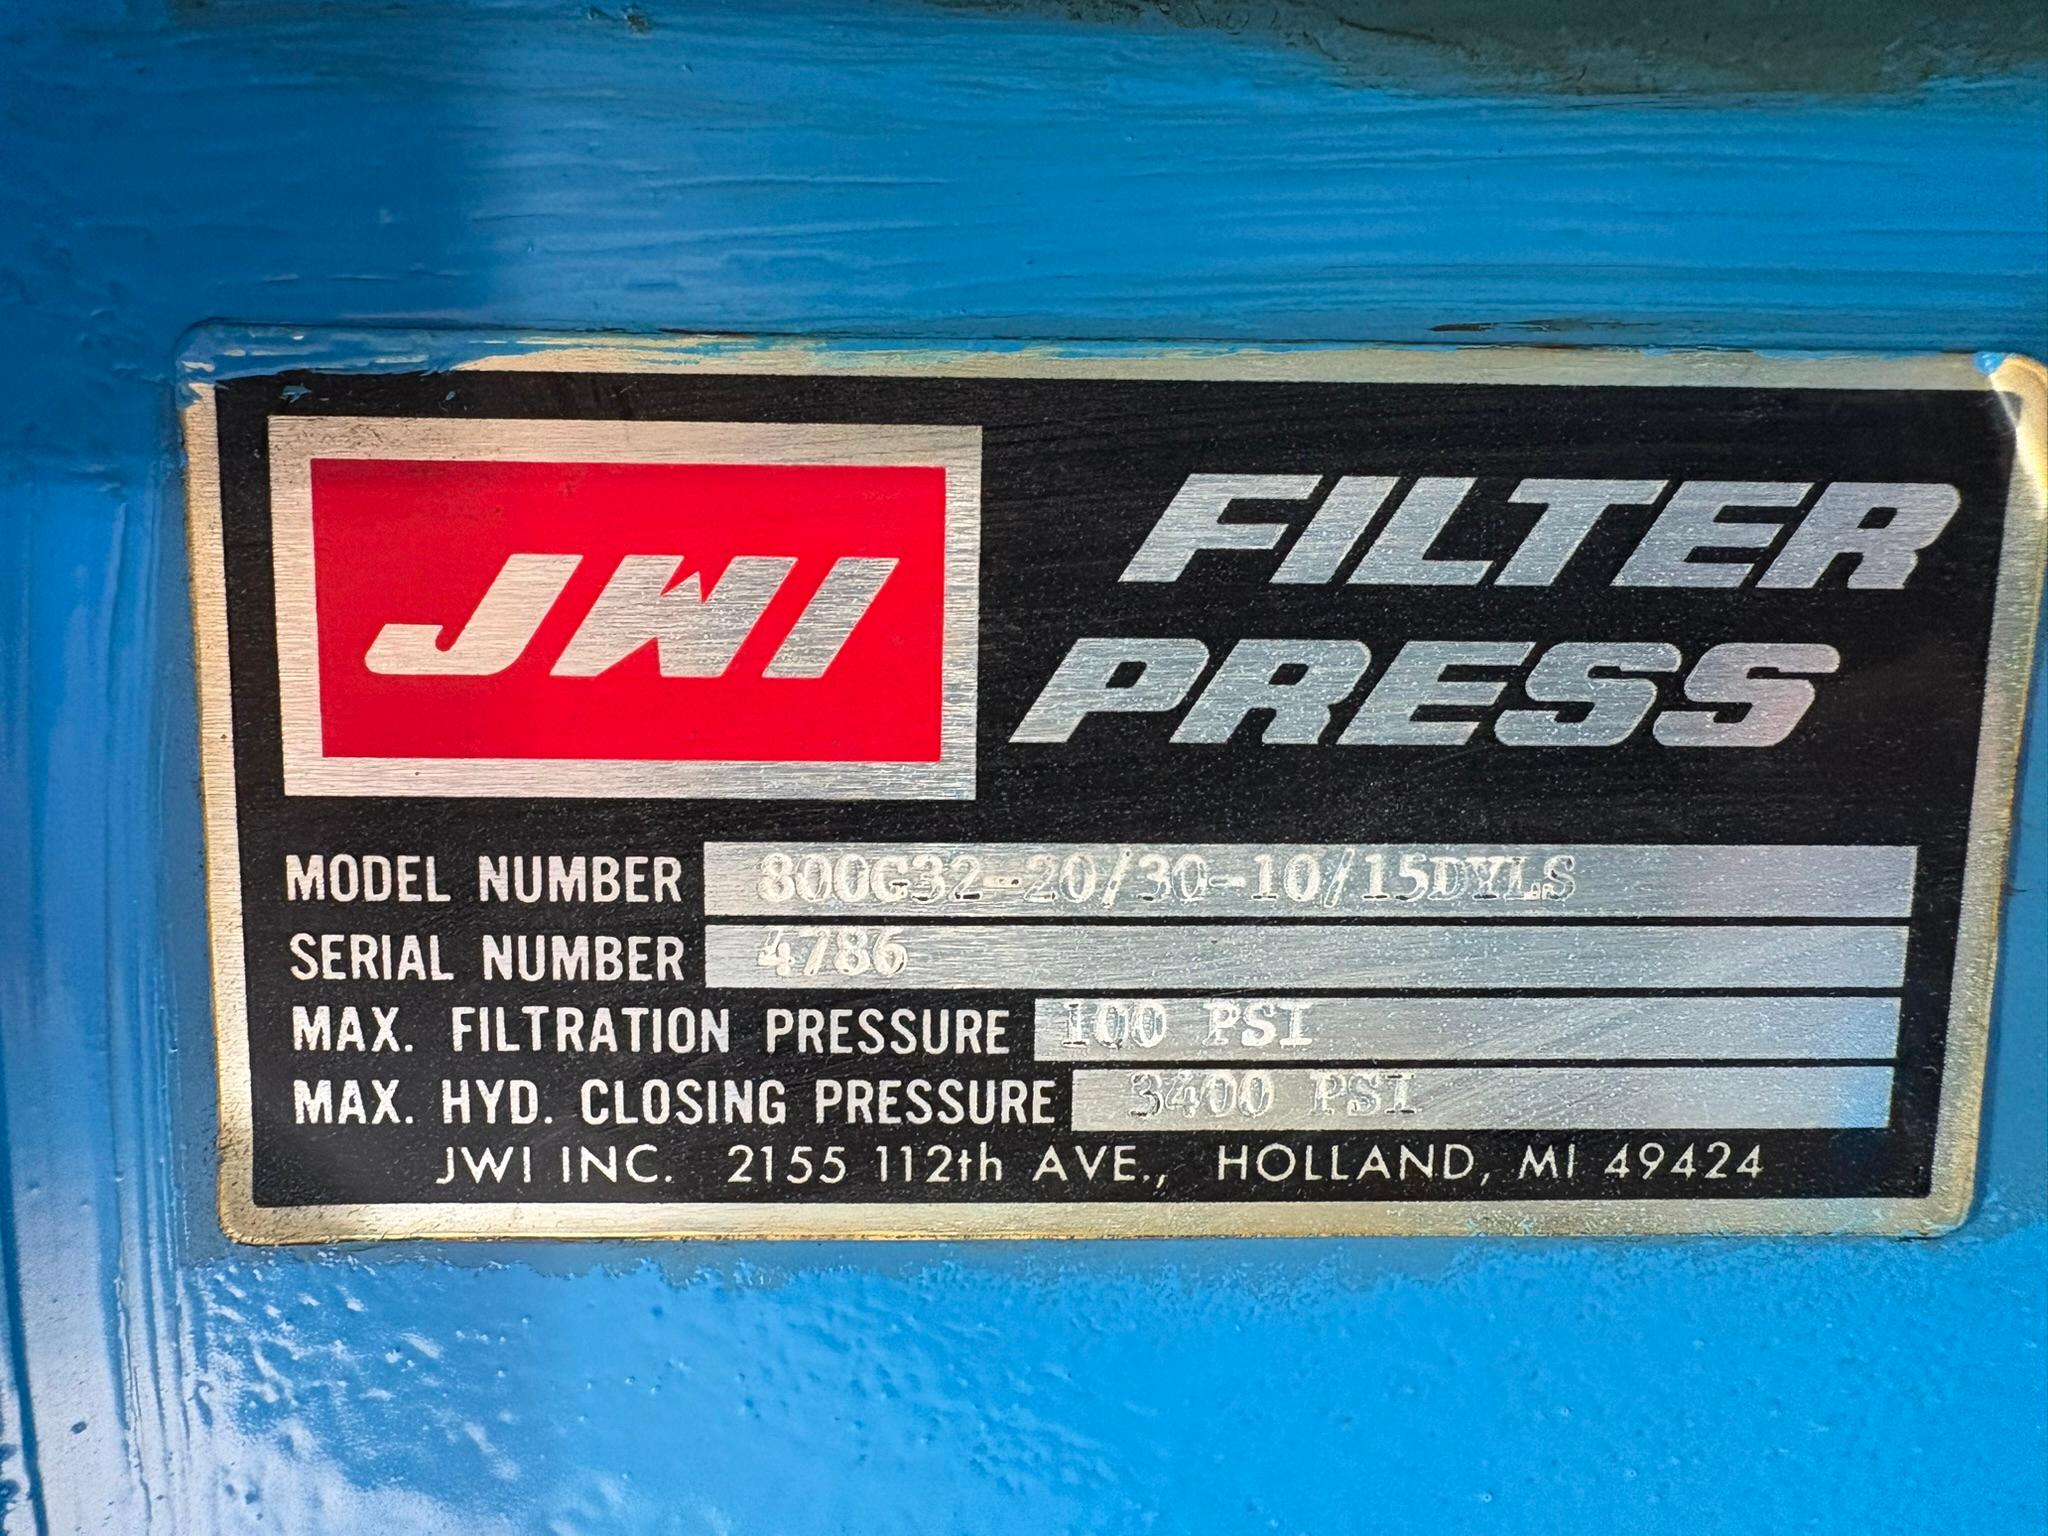 JWI
FILTER
PRESS
MODEL NUMBER 800G32-20/30-10/15DYLS
SERIAL NUMBER 4786
MAX. FILTRATION PRESSURE 100 PSI
MAX. HYD. CLOSING PRESSURE 3400 PSI
JWI INC. 2155 112th AVE., HOLLAND, MI 49424